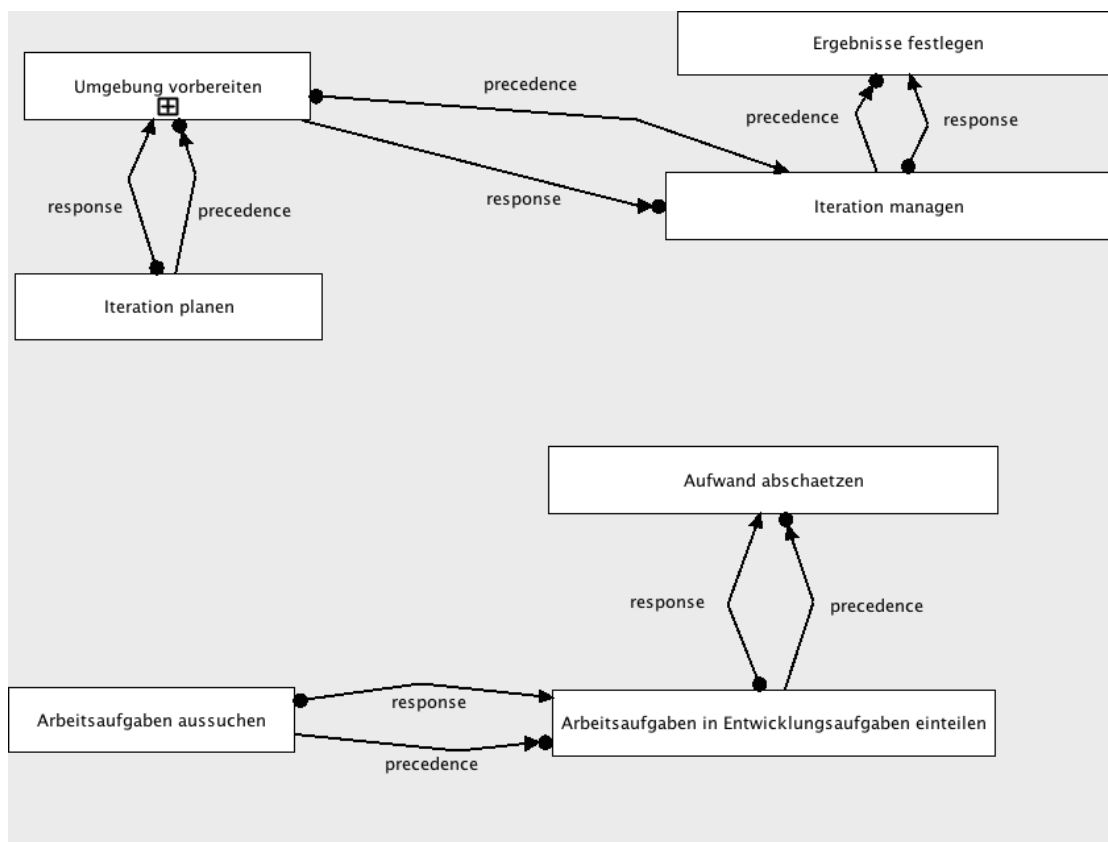 Ergebnisse festlegen
Umgebung vorbereiten
precedence
precedence
response
response
response
precedence
Iteration managen
Iteration planen
Aufwand abschaetzen
response
precedence
response
Arbeitsaufgaben aussuchen
Arbeitsaufgaben in Entwicklungsaufgaben einteilen
precedence